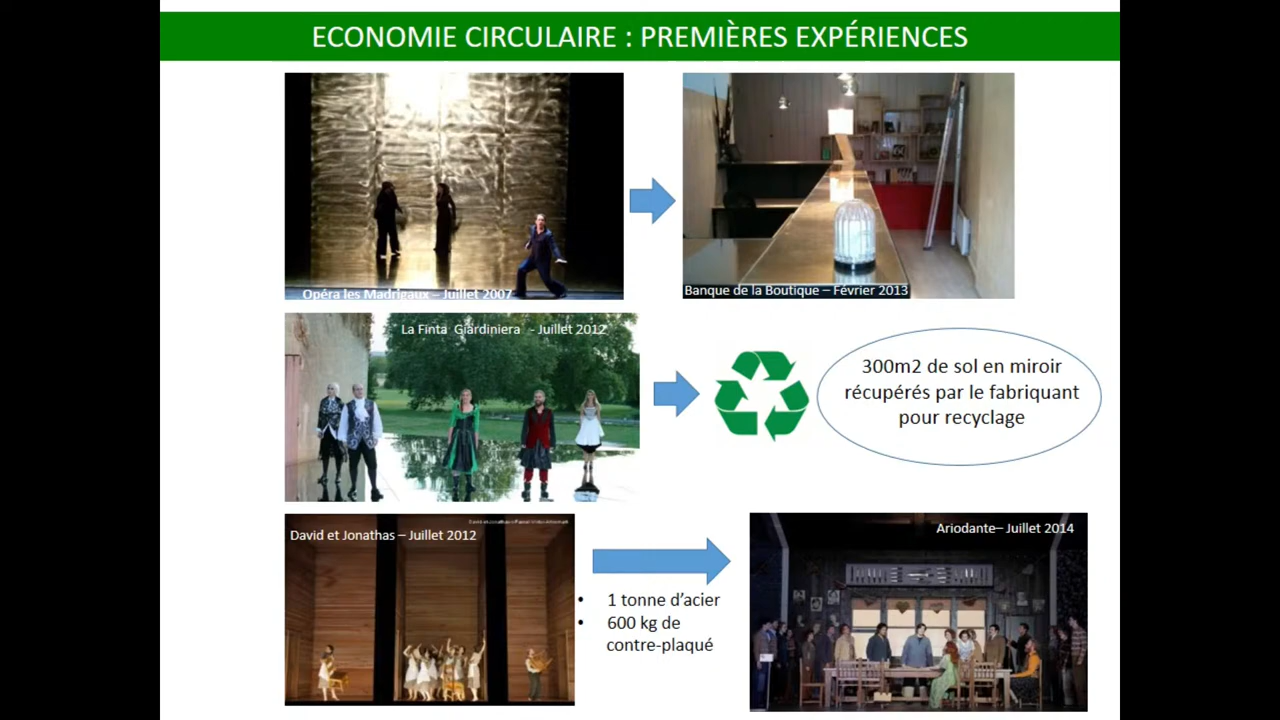 ECONOMIE CIRCULAIRE : PREMIÈRES EXPÉRIENCES
Opéra les Madrigaux – Juillet 2007
Banque de la Boutique – Février 2013
La Finta Giardiniera - Juillet 2012
300m2 de sol en miroir
récupérés par le fabriquant
pour recyclage
David et Jonathas – Juillet 2012
• 1 tonne d'acier
• 600 kg de
contre-plaqué
Ariodante– Juillet 2014